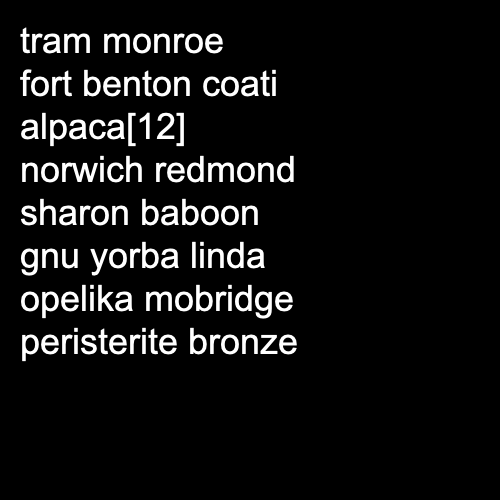 tram monroe
fort benton coati
alpaca[12]
norwich redmond
sharon baboon
gnu yorba linda
opelika mobridge
peristerite bronze